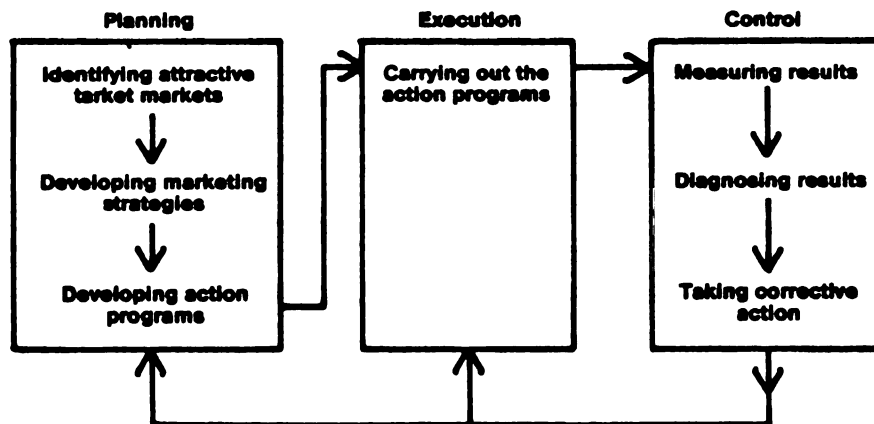 Planning
Identifying attractive
tarket markets
Developing marketing
strategies
Developing action
programs
Execution
Carrying out the
action programs
Control
Measuring results
Diagnosing results
Taking corrective
action